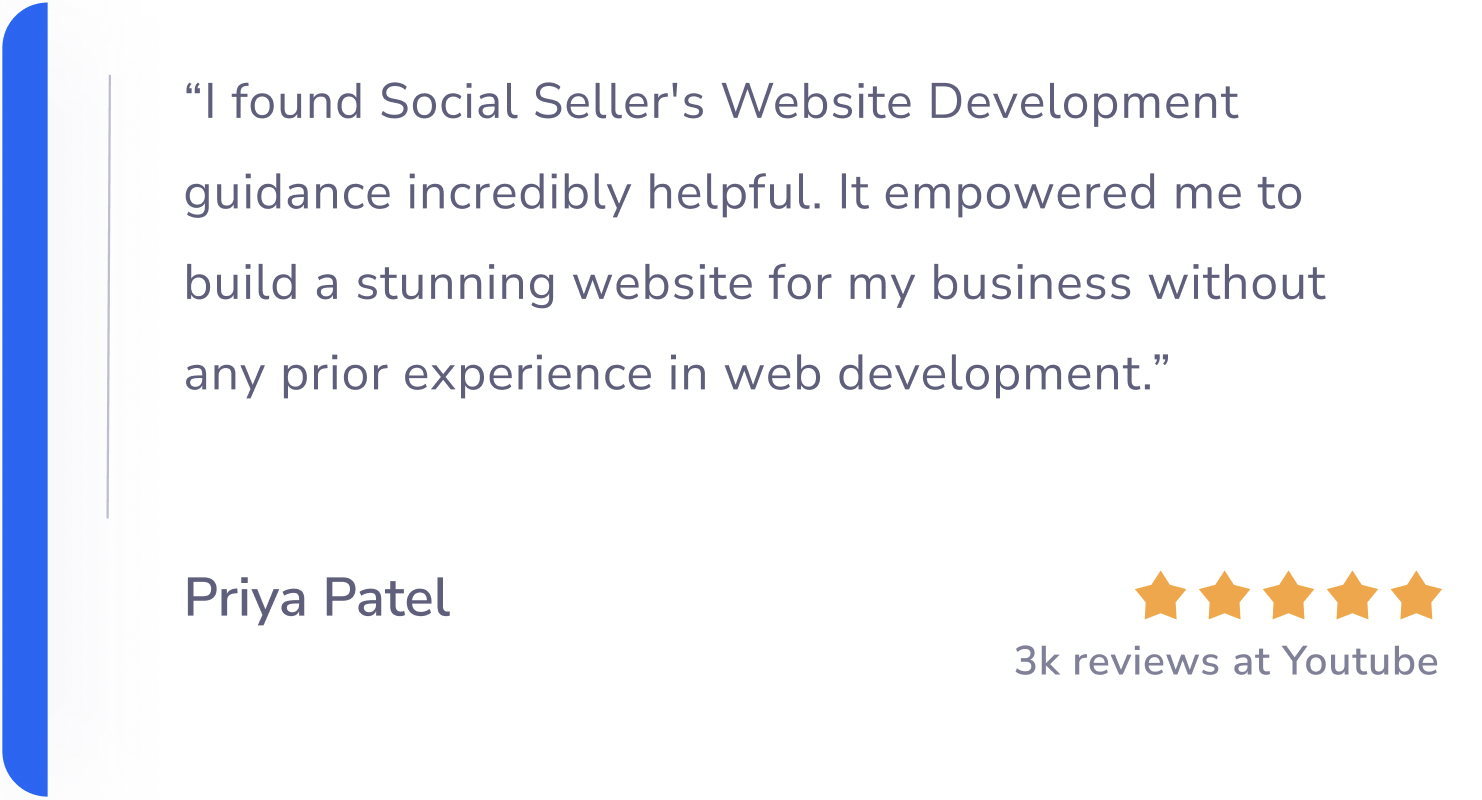 “I found Social Seller's Website Development
guidance incredibly helpful. It empowered me to
build a stunning website for my business without
any prior experience in web development.”
Priya Patel
3k reviews at Youtube